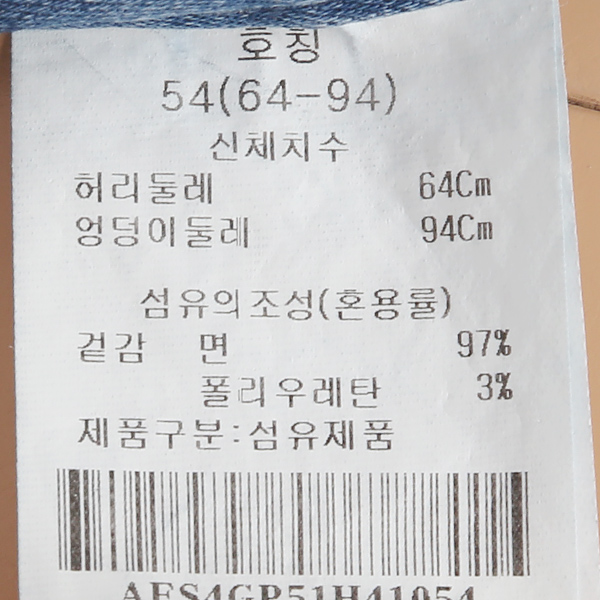 호칭
54(64-94)
신체치수
허리둘레 64Cm
엉덩이둘레 94Cm
섬유의조성(혼용률)
겉감 면 97%
폴리우레탄 3%
제품구분:섬유제품
AES4GP51H41054